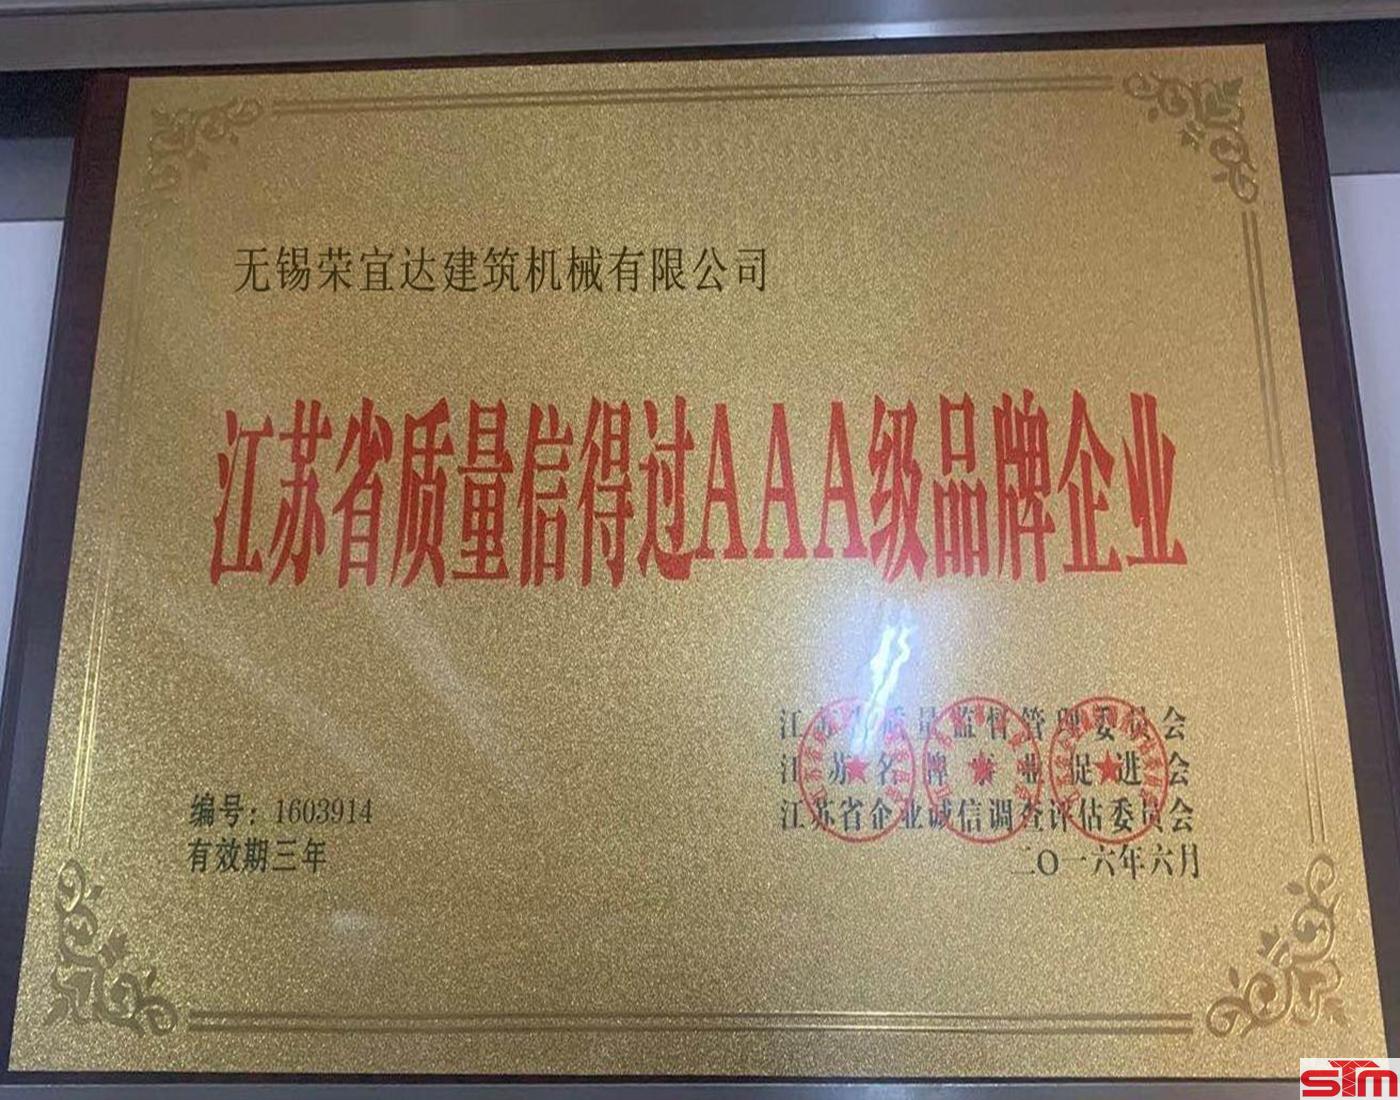 无锡荣宜达建筑机械有限公司
江苏省质量信得过AAA级品牌企业
编号：1603914
有效期三年
江苏省质量监督管理委员会
江苏名牌事业促进会
江苏省企业诚信调查评估委员会
二O一六年六月
STM